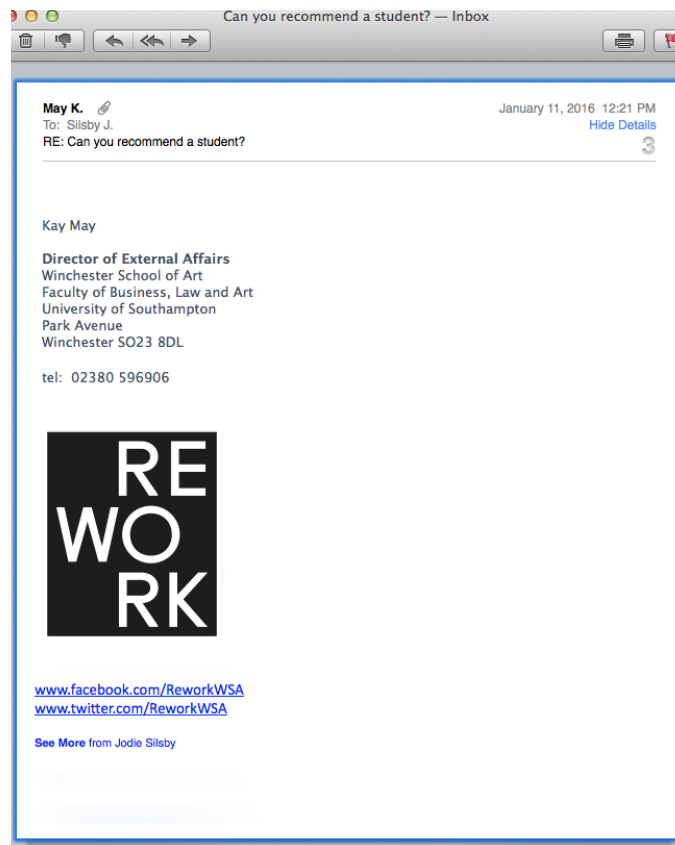 Can you recommend a student? — Inbox
May K.
January 11, 2016 12:21 PM
To: Silsby J.
Hide Details
RE: Can you recommend a student?
3
Kay May
Director of External Affairs
Winchester School of Art
Faculty of Business, Law and Art
University of Southampton
Park Avenue
Winchester SO23 8DL
tel: 02380 596906
RE
WO
RK
www.facebook.com/ReworkWSA
www.twitter.com/ReworkWSA
See More from Jodie Silsby